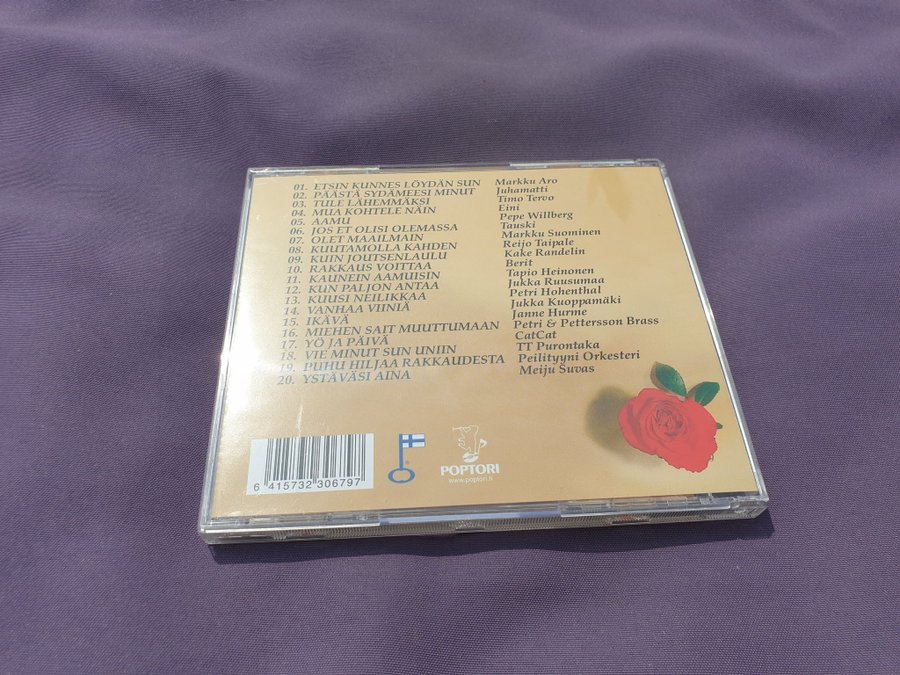 01. ETSIN KUNNES LÖYDÄN SUN Markku Aro
02. PÄÄSTÄ SYDÄMEESI MINUT Juhamatti
03. TULE LÄHEMMÄKSI Timo Tervo
04. MUA KOHTELE NÄIN Eini
05. AAMU Pepe Willberg
06. JOS ET OLISI OLEMASSA Tauski
07. OLET MAAILMAIN Markku Suominen
08. KUUTAMOLLA KAHDEN Reijo Taipale
09. KUIN JOUTSENLAULU Kake Randelin
10. RAKKAUS VOITTAA Berit
11. KAUNEIN AAMUISIN Tapio Heinonen
12. KUN PALJON ANTAA Jukka Ruusumaa
13. KUUSI NEILIKKAA Petri Hohenthal
14. VANHAA VIINIÄ Jukka Kuoppamäki
15. IKÄVÄ Janne Hurme
16. MIEHEN SAIT MUUTTUMAAN Petri & Pettersson Brass
17. YÖ JA PÄIVÄ CatCat
18. VIE MINUT SUN UNIIN TT Purontaka
19. PUHU HILJAA RAKKAUDESTA Peilityyni Orkesteri
20. YSTÄVÄSI AINA Meiju Suvas
6 415732 306797
POPTORI
www.poptori.fi